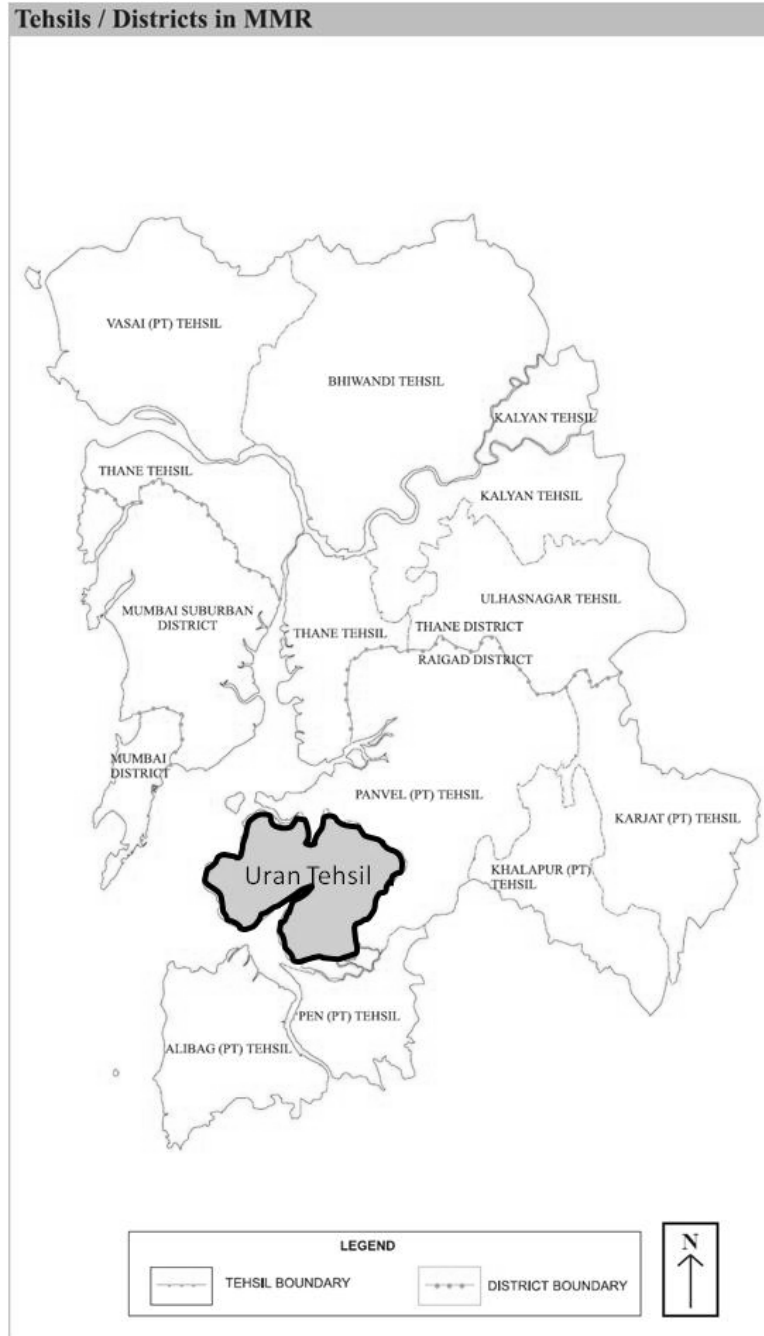 Tehsils / Districts in MMR
VASAI (PT) TEHSIL
BHIWANDI TEHSIL
KALYAN TEHSIL
THANE TEHSIL
KALYAN TEHSIL
ULHASNAGAR TEHSIL
MUMBAI SUBURBAN
DISTRICT
THANE TEHSIL
THANE DISTRICT
RAIGAD DISTRICT
MUMBAI
DISTRICT
PANVEL (PT) TEHSIL
KARJAT (PT) TEHSIL
KHALAPUR (PT)
TEHSIL
Uran Tehsil
PEN (PT) TEHSIL
ALIBAG (PT) TEHSIL
LEGEND
TEHSIL BOUNDARY
DISTRICT BOUNDARY
N